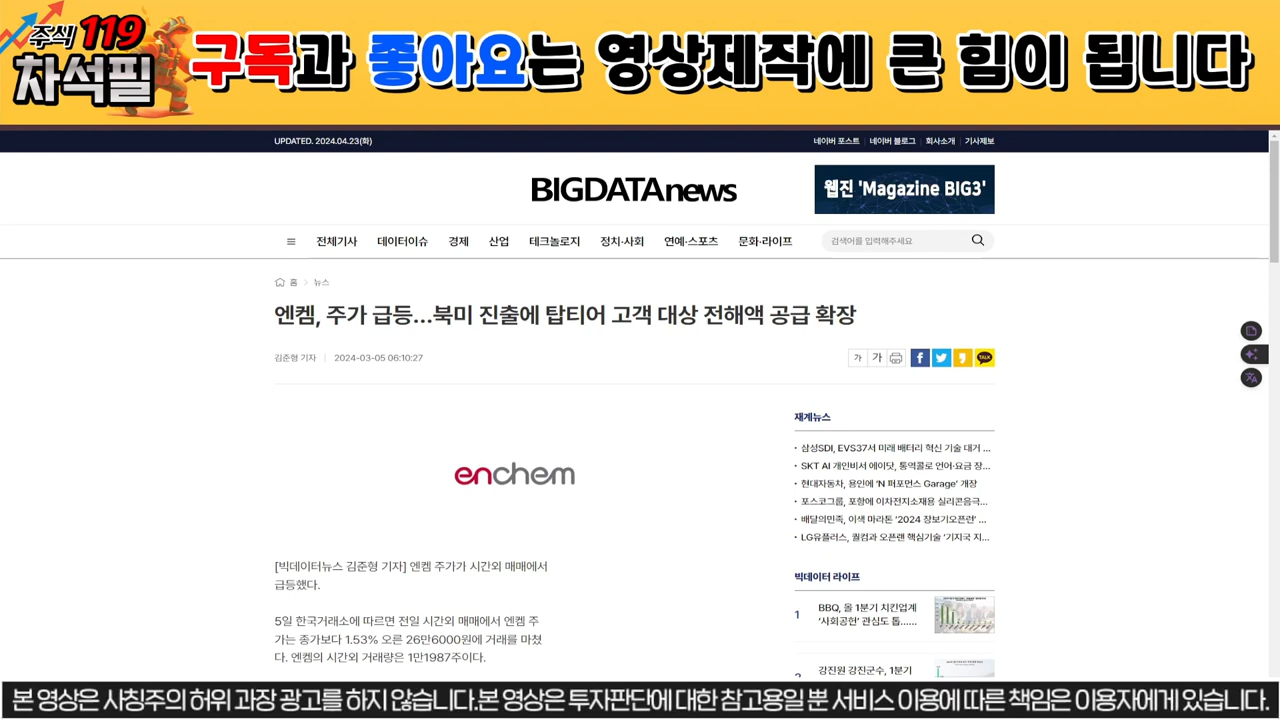 주식 119
차석필
구독과 좋아요는 영상제작에 큰 힘이 됩니다
UPDATED. 2024.04.23(화)
네이버 포스트 | 네이버 블로그 | 회사소개 | 기사제보
BIGDATAnews
웹진 'Magazine BIG3'
전체기사 데이터이슈 경제 산업 테크놀로지 정치·사회 연예·스포츠 문화·라이프
검색어를 입력해주세요
홈 > 뉴스
엔켐, 주가 급등...북미 진출에 탑티어 고객 대상 전해액 공급 확장
김준형 기자 | 2024-03-05 06:10:27
가 가
TALK
enchem
[빅데이터뉴스 김준형 기자] 엔켐 주가가 시간외 매매에서
급등했다.
5일 한국거래소에 따르면 전일 시간외 매매에서 엔켐 주
가는 종가보다 1.53% 오른 26만6000원에 거래를 마쳤
다. 엔켐의 시간외 거래량은 1만1987주이다.
재계뉴스
· 삼성SDI, EVS37서 미래 배터리 혁신 기술 대거 ...
· SKT AI 개인비서 에이닷, 통역콜로 언어·요금 장...
· 현대자동차, 용인에 ‘N 퍼포먼스 Garage’ 개장
· 포스코그룹, 포항에 이차전지소재용 실리콘음극...
· 배달의민족, 이색 마라톤 ‘2024 장보기오픈런’ ...
· LG유플러스, 퀄컴과 오픈랜 핵심기술 ‘기지국 지...
빅데이터 라이프
1
BBQ, 올 1분기 치킨업계
‘사회공헌’ 관심도 톱......
강진원 강진군수, 1분기
본 영상은 사칭주의 허위 과장 광고를 하지 않습니다.본 영상은 투자판단에 대한 참고용일 뿐 서비스 이용에 따른 책임은 이용자에게 있습니다.